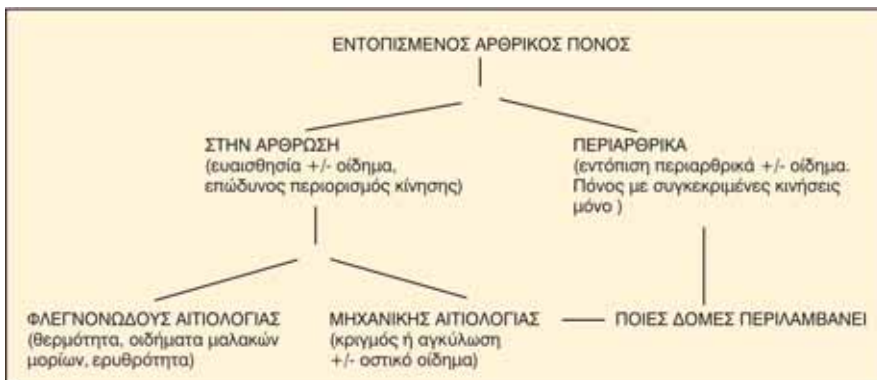 ΕΝΤΟΠΙΣΜΕΝΟΣ ΑΡΘΡΙΚΟΣ ΠΟΝΟΣ
ΣΤΗΝ ΑΡΘΡΩΣΗ
(ευαισθησία +/- οίδημα,
επώδυνος περιορισμός κίνησης)
ΠΕΡΙΑΡΘΡΙΚΑ
(εντόπιση περιαρθρικά +/- οίδημα.
Πόνος με συγκεκριμένες κινήσεις
μόνο )
ΦΛΕΓΝΟΝΩΔΟΥΣ ΑΙΤΙΟΛΟΓΙΑΣ
(θερμότητα, οιδήματα μαλακών
μορίων, ερυθρότητα)
ΜΗΧΑΝΙΚΗΣ ΑΙΤΙΟΛΟΓΙΑΣ
(κριγμός ή αγκύλωση
+/- οστικό οίδημα)
ΠΟΙΕΣ ΔΟΜΕΣ ΠΕΡΙΛΑΜΒΑΝΕΙ